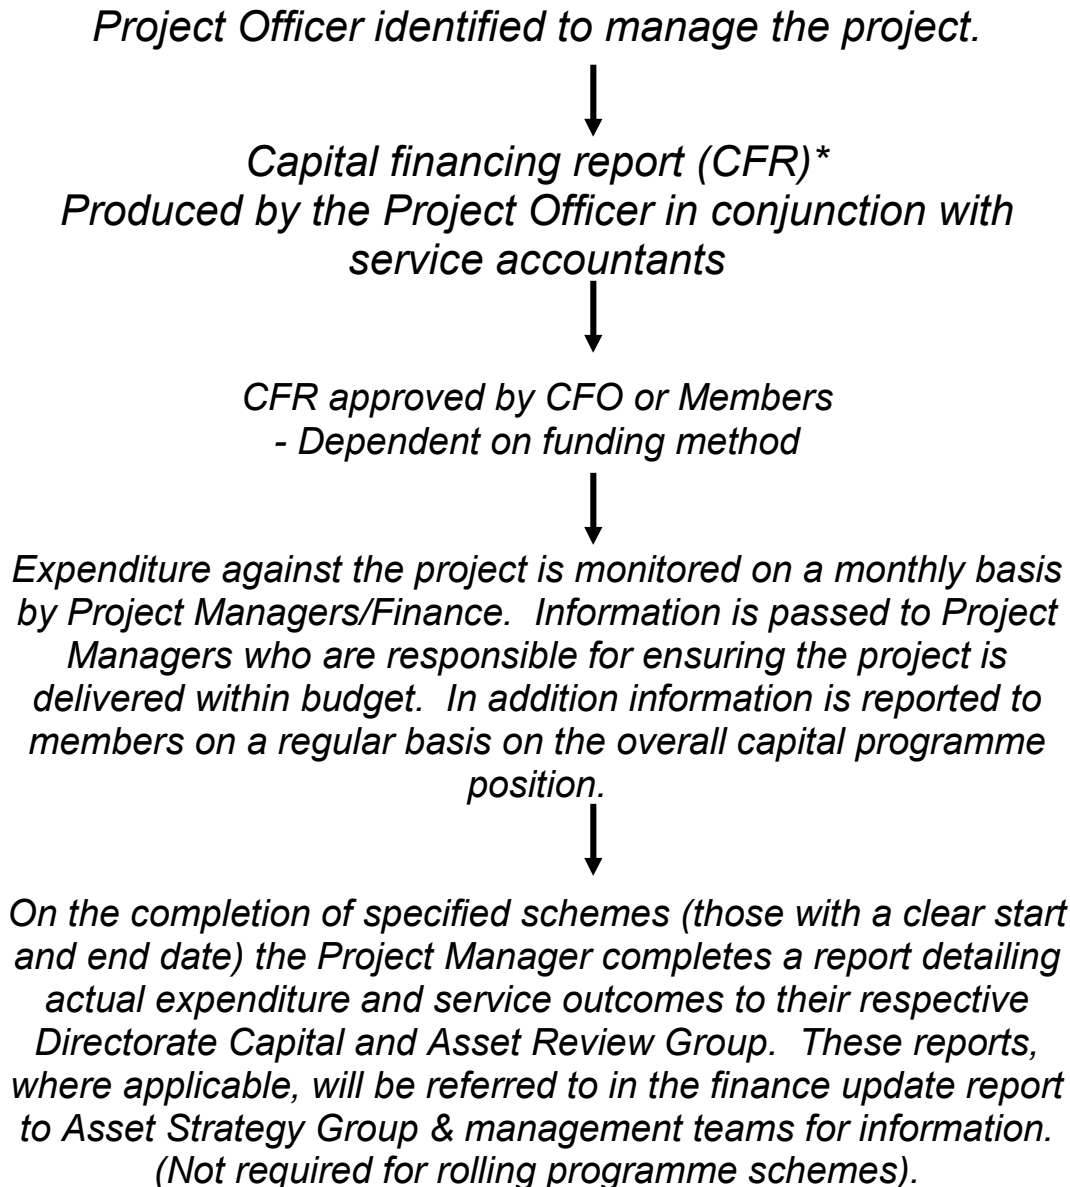 Project Officer identified to manage the project.
Capital financing report (CFR)*
Produced by the Project Officer in conjunction with
service accountants
CFR approved by CFO or Members
- Dependent on funding method
Expenditure against the project is monitored on a monthly basis
by Project Managers/Finance.  Information is passed to Project
Managers who are responsible for ensuring the project is
delivered within budget.  In addition information is reported to
members on a regular basis on the overall capital programme
position.
On the completion of specified schemes (those with a clear start
and end date) the Project Manager completes a report detailing
actual expenditure and service outcomes to their respective
Directorate Capital and Asset Review Group.  These reports,
where applicable, will be referred to in the finance update report
to Asset Strategy Group & management teams for information.
(Not required for rolling programme schemes).